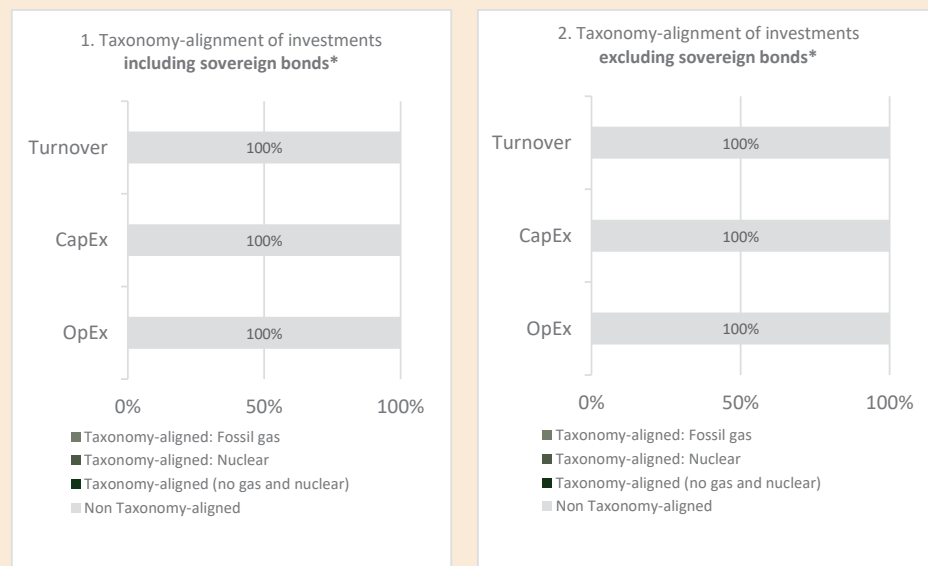 1. Taxonomy-alignment of investments
including sovereign bonds*
Turnover
100%
CapEx
100%
OpEx
100%
0%
50%
100%
Taxonomy-aligned: Fossil gas
Taxonomy-aligned: Nuclear
Taxonomy-aligned (no gas and nuclear)
Non Taxonomy-aligned
2. Taxonomy-alignment of investments
excluding sovereign bonds*
Turnover
100%
CapEx
100%
OpEx
100%
0%
50%
100%
Taxonomy-aligned: Fossil gas
Taxonomy-aligned: Nuclear
Taxonomy-aligned (no gas and nuclear)
Non Taxonomy-aligned